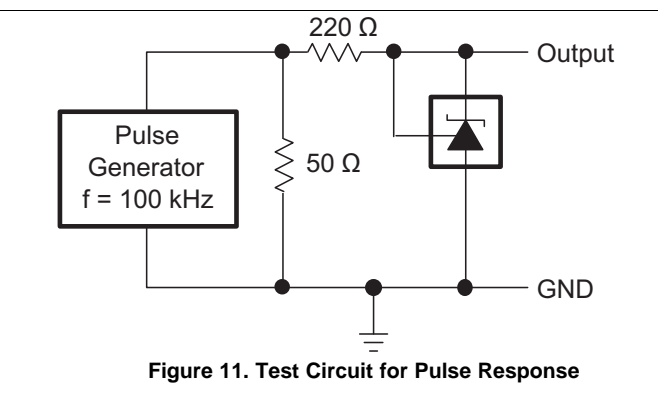 220 Ω
Output
Pulse
Generator
f = 100 kHz
50 Ω
GND
Figure 11. Test Circuit for Pulse Response